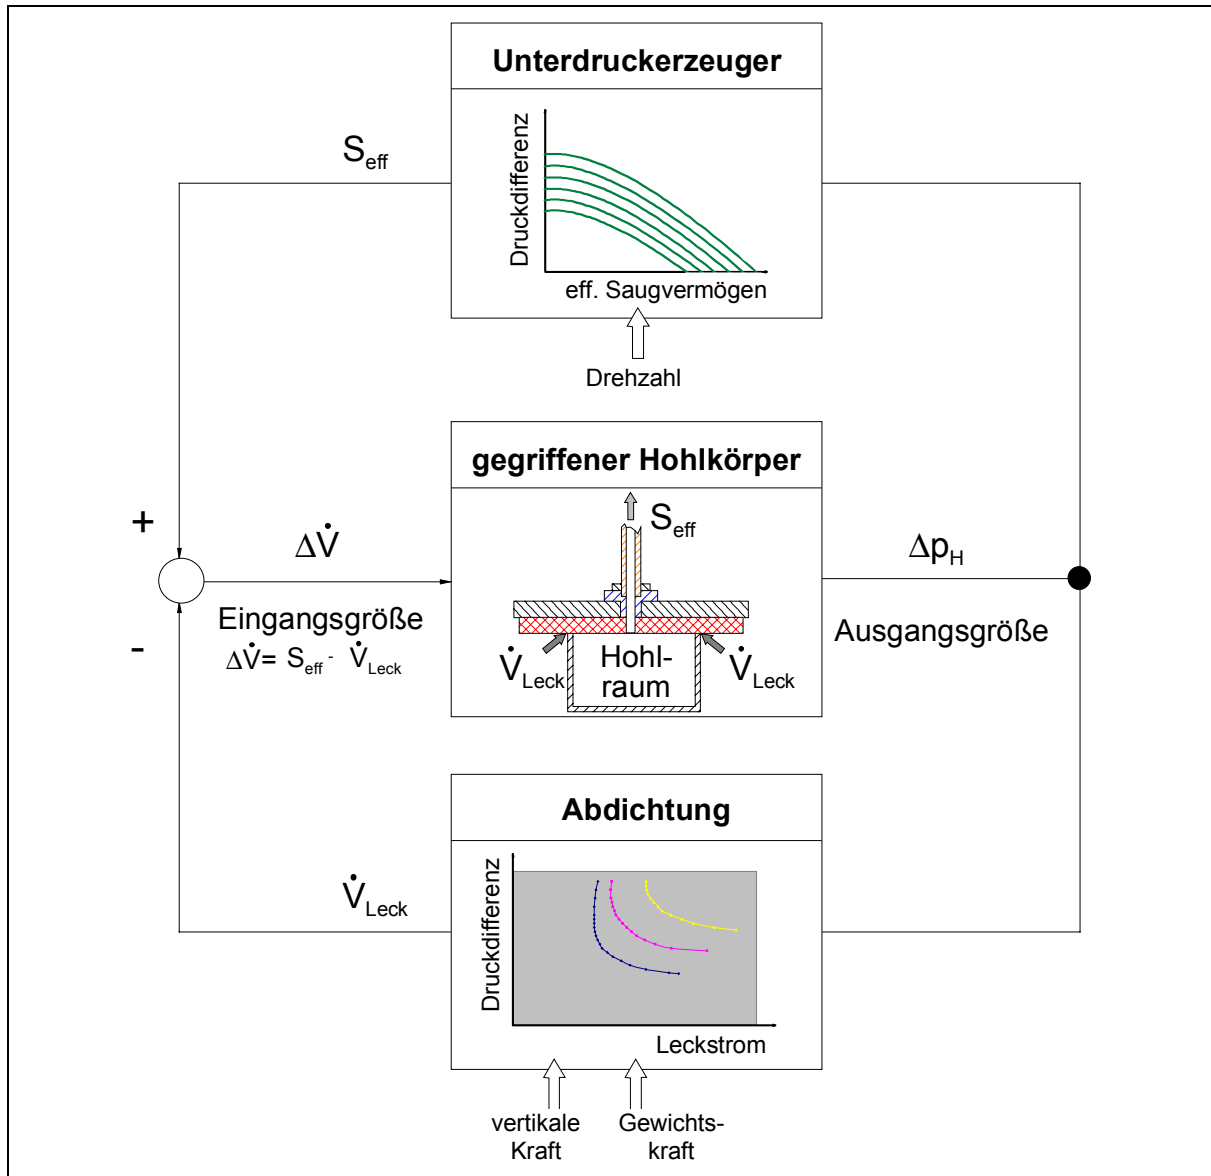 Unterdruckerzeuger
S_eff
Druckdifferenz
eff. Saugvermögen
Drehzahl
gegriffener Hohlkörper
S_eff
+
ΔV̇
Δp_H
Eingangsgröße
Ausgangsgröße
-
ΔV̇ = S_eff - V̇_Leck
V̇_Leck
Hohl-
raum
V̇_Leck
Abdichtung
V̇_Leck
Druckdifferenz
Leckstrom
vertikale
Kraft
Gewichts-
kraft